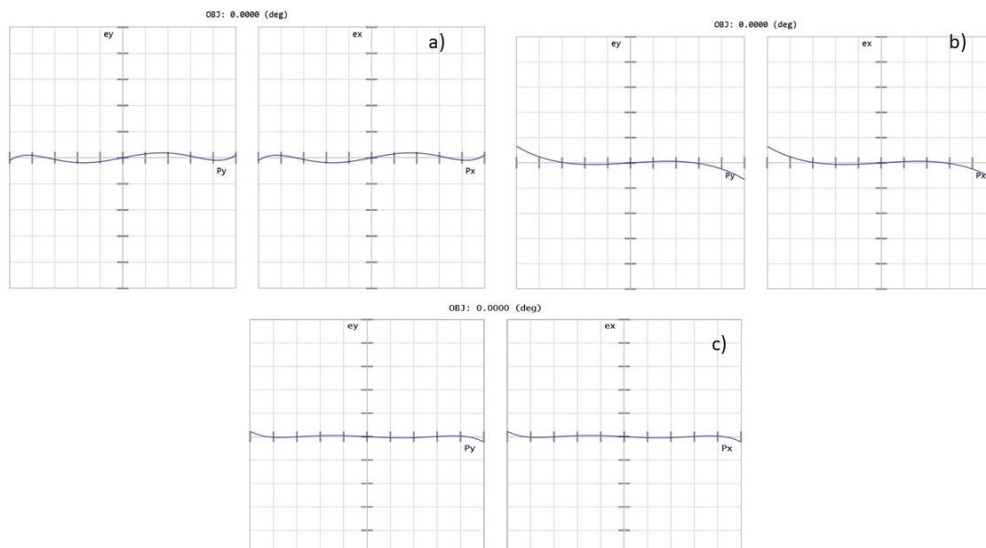 OBJ: 0.0000 (deg)
ey
ex
a)
Py
Px
OBJ: 0.0000 (deg)
ey
ex
b)
Py
Px
OBJ: 0.0000 (deg)
ey
ex
c)
Py
Px